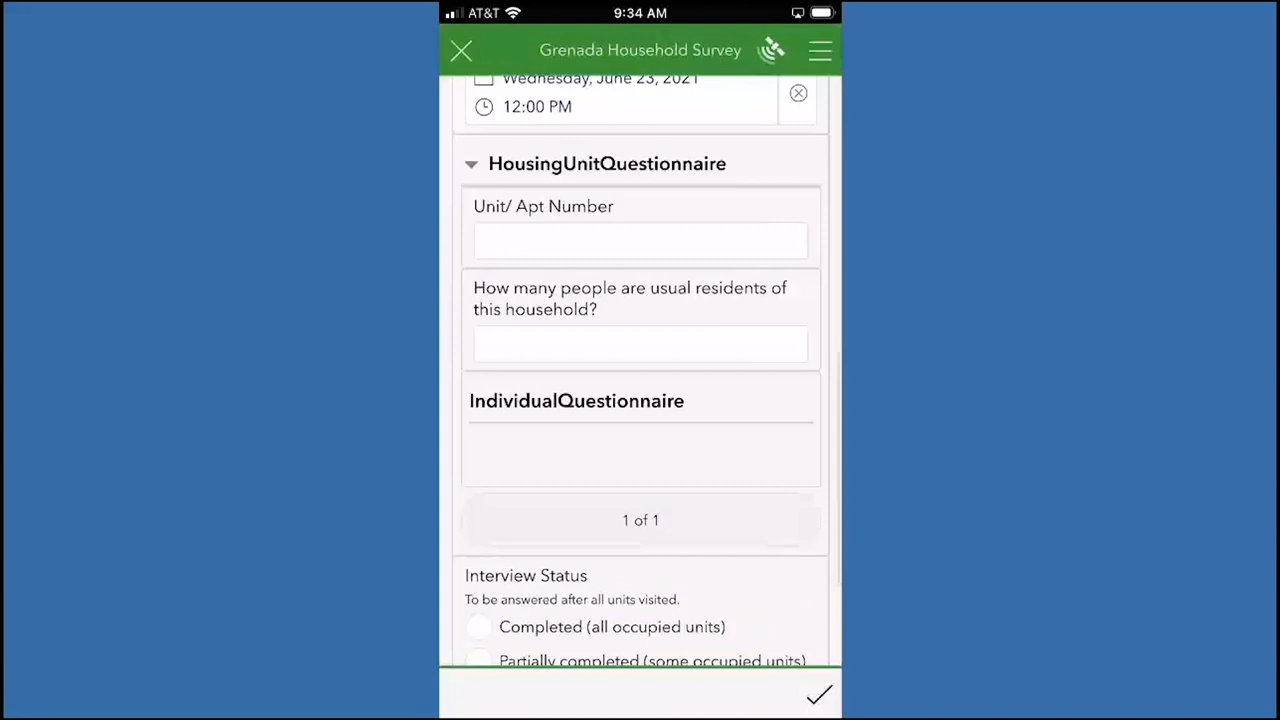 AT&T 9:34 AM
Grenada Household Survey
Wednesday, June 23, 2021
12:00 PM
HousingUnitQuestionnaire
Unit/ Apt Number
How many people are usual residents of
this household?
IndividualQuestionnaire
1 of 1
Interview Status
To be answered after all units visited.
Completed (all occupied units)
Partially completed (some occupied units)